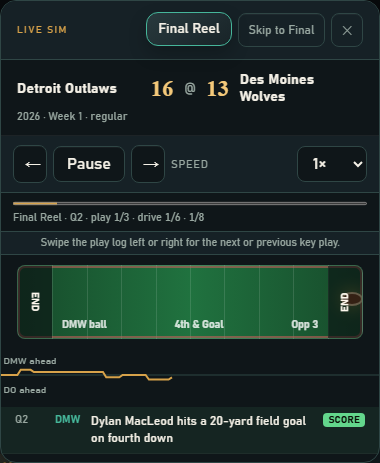 LIVE SIM
Final Reel
Skip to Final
×
Detroit Outlaws
16 @ 13
Des Moines
Wolves
2026 · Week 1 · regular
←
Pause
→
SPEED
1×
Final Reel · Q2 · play 1/3 · drive 1/6 · 1/8
Swipe the play log left or right for the next or previous key play.
END
END
DMW ball
4th & Goal
Opp 3
DMW ahead
DO ahead
Q2
DMW
Dylan MacLeod hits a 20-yard field goal
on fourth down
SCORE